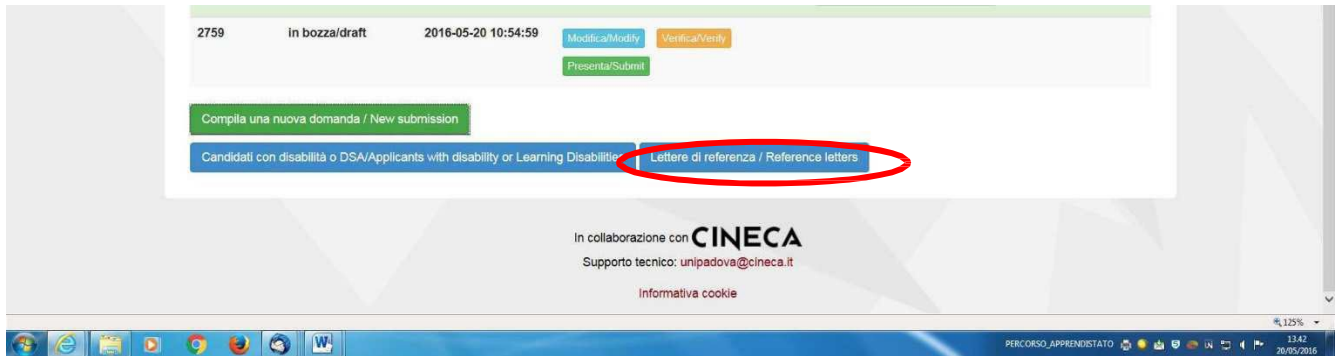 2759 in bozza/draft 2016-05-20 10:54:59 Modifica/Modify Verifica/Verify
Presenta/Submit
Compila una nuova domanda / New submission
Candidati con disabilità o DSA/Applicants with disability or Learning Disabilities Lettere di referenza / Reference letters
In collaborazione con CINECA
Supporto tecnico: unipadova@cineca.it
Informativa cookie
125%
PERCORSO_APPRENDISTATO 13.42
20/05/2016